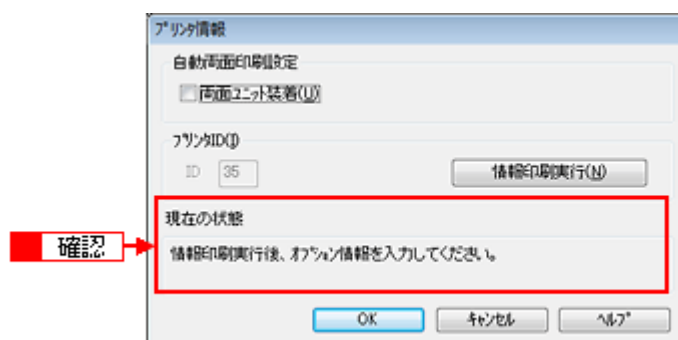 プリンタ情報
自動両面印刷設定
両面ユニット装着(U)
プリンタID(I)
ID 35 情報印刷実行(N)
現在の状態
確認
情報印刷実行後、オプション情報を入力してください。
OK キャンセル ヘルプ